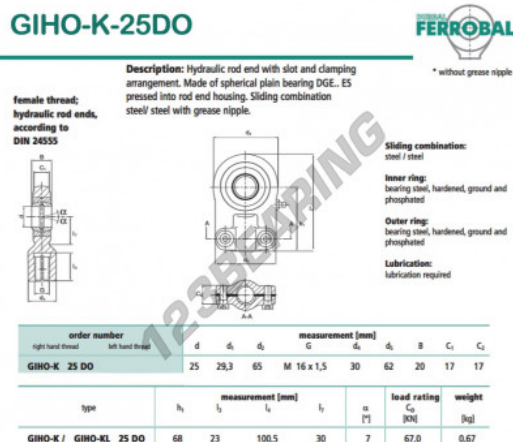 GIHO-K-25DO
DURBAL
FERROBAL
* without grease nipple
Description: Hydraulic rod end with slot and clamping
arrangement. Made of spherical plain bearing DGE.. ES
pressed into rod end housing. Sliding combination
steel/ steel with grease nipple.
female thread;
hydraulic rod ends,
according to
DIN 24555
Sliding combination:
steel / steel
Inner ring:
bearing steel, hardened, ground and
phosphated
Outer ring:
bearing steel, hardened, ground and
phosphated
Lubrication:
lubrication required
B
C₁
d
α
α
l₇
l₃
G
d₅
d₂
A
A
A-A
123BEARING
order number measurement [mm]
right hand thread left hand thread d d₁ d₂ G d₄ d₅ B C₁ C₂
GIHO-K 25 DO 25 29,3 65 M 16 x 1,5 30 62 20 17 17
measurement [mm] load rating weight
type h₁ l₃ l₄ l₇ α C₀
[°] [KN] [kg]
GIHO-K / GIHO-KL 25 DO 68 23 100,5 30 7 67,0 0,67